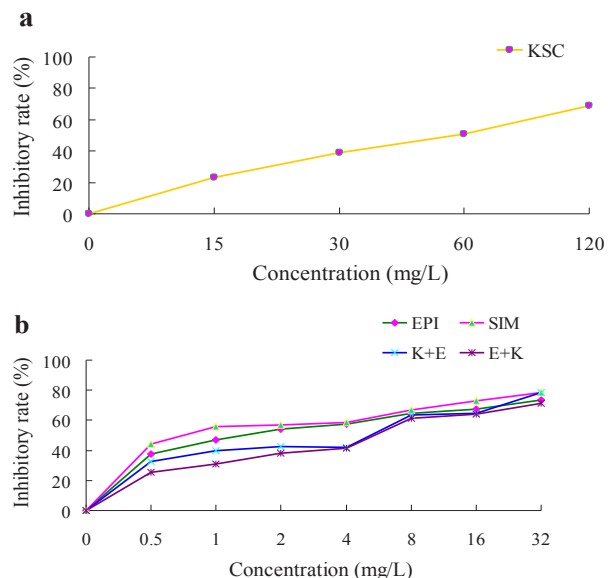 a
KSC
Inhibitory rate (%)
100
80
60
40
20
0
0 15 30 60 120
Concentration (mg/L)
b
EPI SIM
K+E E+K
Inhibitory rate (%)
100
80
60
40
20
0
0 0.5 1 2 4 8 16 32
Concentration (mg/L)